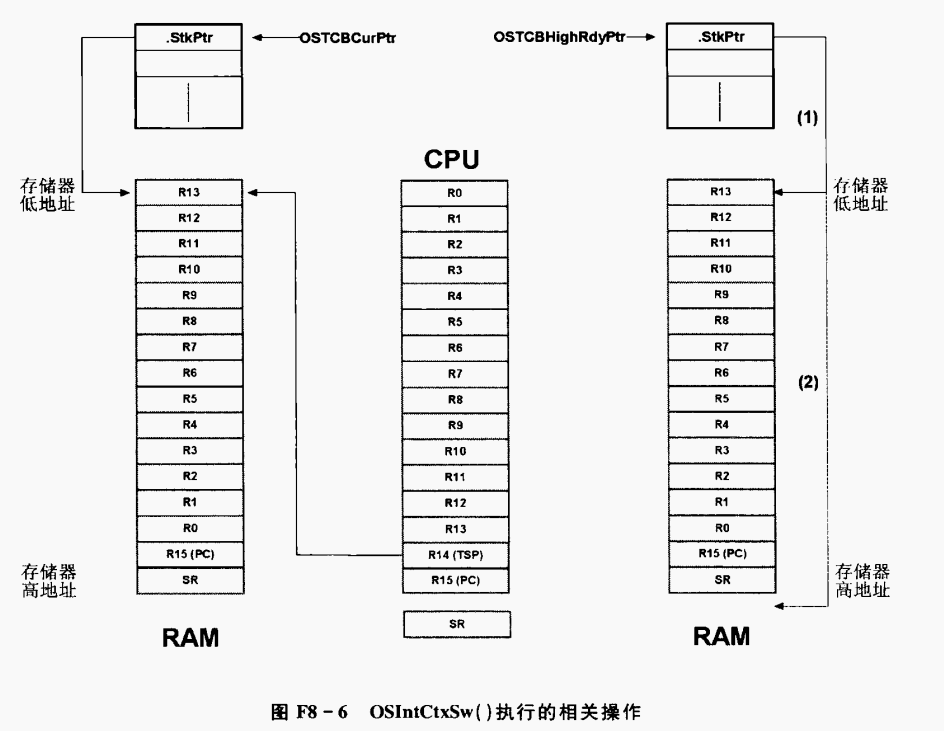 .StkPtr
OSTCBCurPtr
OSTCBHighRdyPtr
.StkPtr
(1)
CPU
存储器
低地址
R13
R12
R11
R10
R9
R8
R7
R6
R5
R4
R3
R2
R1
R0
R15 (PC)
SR
存储器
高地址
RAM
R0
R1
R2
R3
R4
R5
R6
R7
R8
R9
R10
R11
R12
R13
R14 (TSP)
R15 (PC)
SR
R13
R12
R11
R10
R9
R8
R7
R6
R5
R4
R3
R2
R1
R0
R15 (PC)
SR
存储器
低地址
(2)
存储器
高地址
RAM
图 F8-6 OSIntCtxSw()执行的相关操作